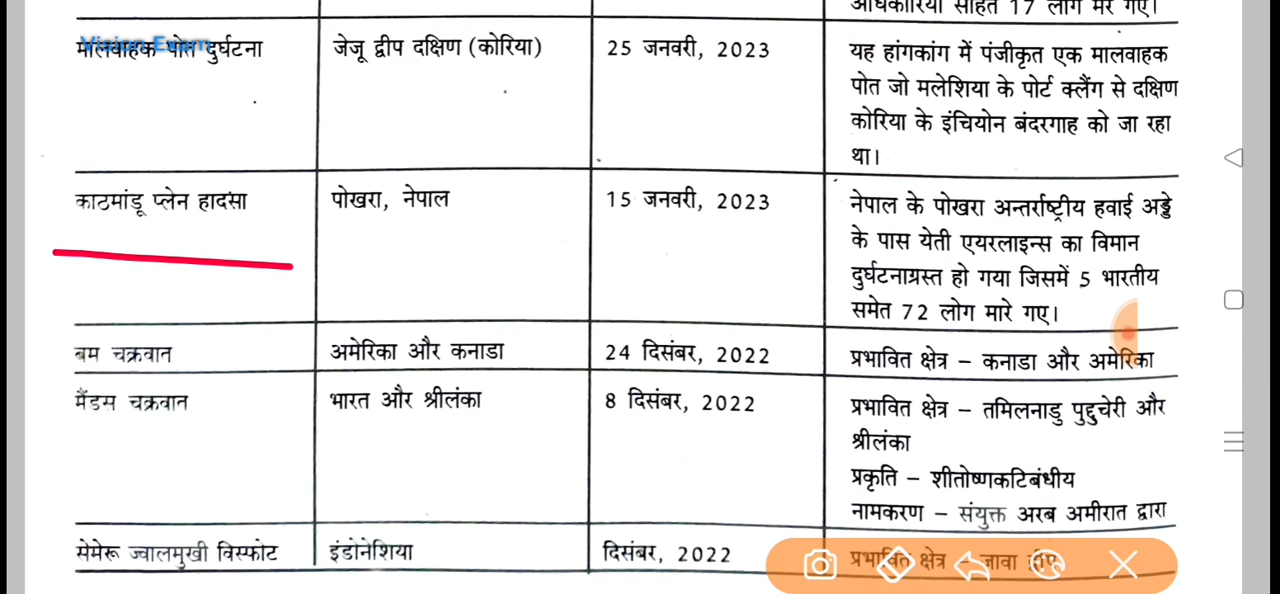 अधिकारियों सहित 17 लोग मारे गए।
Vision Exam
मालवाहक पोत दुर्घटना
जेजू द्वीप दक्षिण (कोरिया)
25 जनवरी, 2023
यह हांगकांग में पंजीकृत एक मालवाहक
पोत जो मलेशिया के पोर्ट क्लैंग से दक्षिण
कोरिया के इंचियोन बंदरगाह को जा रहा
था।
काठमांडू प्लेन हादसा
पोखरा, नेपाल
15 जनवरी, 2023
नेपाल के पोखरा अन्तर्राष्ट्रीय हवाई अड्डे
के पास येती एयरलाइन्स का विमान
दुर्घटनाग्रस्त हो गया जिसमें 5 भारतीय
समेत 72 लोग मारे गए।
बम चक्रवात
अमेरिका और कनाडा
24 दिसंबर, 2022
प्रभावित क्षेत्र – कनाडा और अमेरिका
मैंडस चक्रवात
भारत और श्रीलंका
8 दिसंबर, 2022
प्रभावित क्षेत्र – तमिलनाडु पुद्दुचेरी और
श्रीलंका
प्रकृति – शीतोष्णकटिबंधीय
नामकरण – संयुक्त अरब अमीरात द्वारा
सेमेरू ज्वालमुखी विस्फोट
इंडोनेशिया
दिसंबर, 2022
प्रभावित क्षेत्र – जावा द्वीप